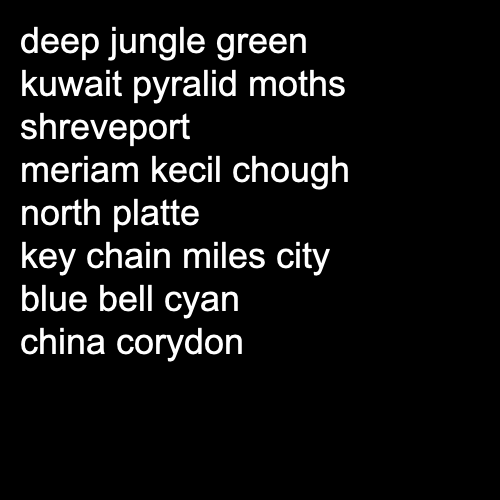 deep jungle green
kuwait pyralid moths
shreveport
meriam kecil chough
north platte
key chain miles city
blue bell cyan
china corydon